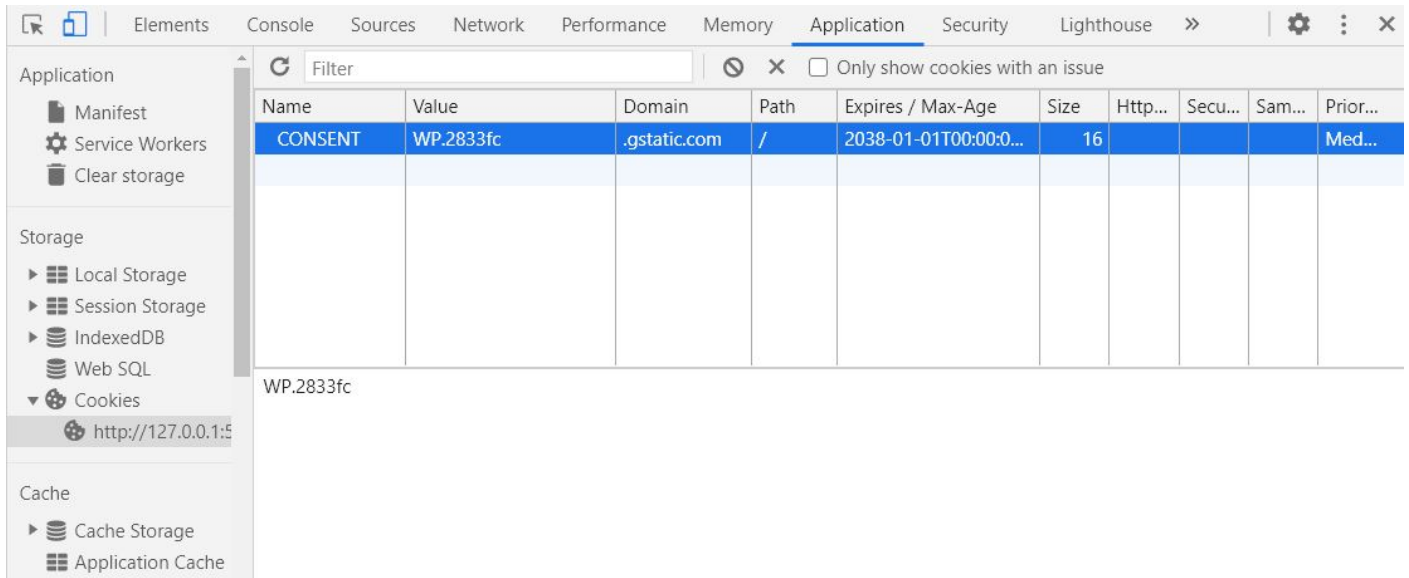 Elements Console Sources Network Performance Memory Application Security Lighthouse »
Application
Manifest
Service Workers
Clear storage
Storage
Local Storage
Session Storage
IndexedDB
Web SQL
Cookies
http://127.0.0.1:5
Cache
Cache Storage
Application Cache
Filter Only show cookies with an issue
Name Value Domain Path Expires / Max-Age Size Http... Secu... Sam... Prior...
CONSENT WP.2833fc .gstatic.com / 2038-01-01T00:00:0... 16 Med...
WP.2833fc